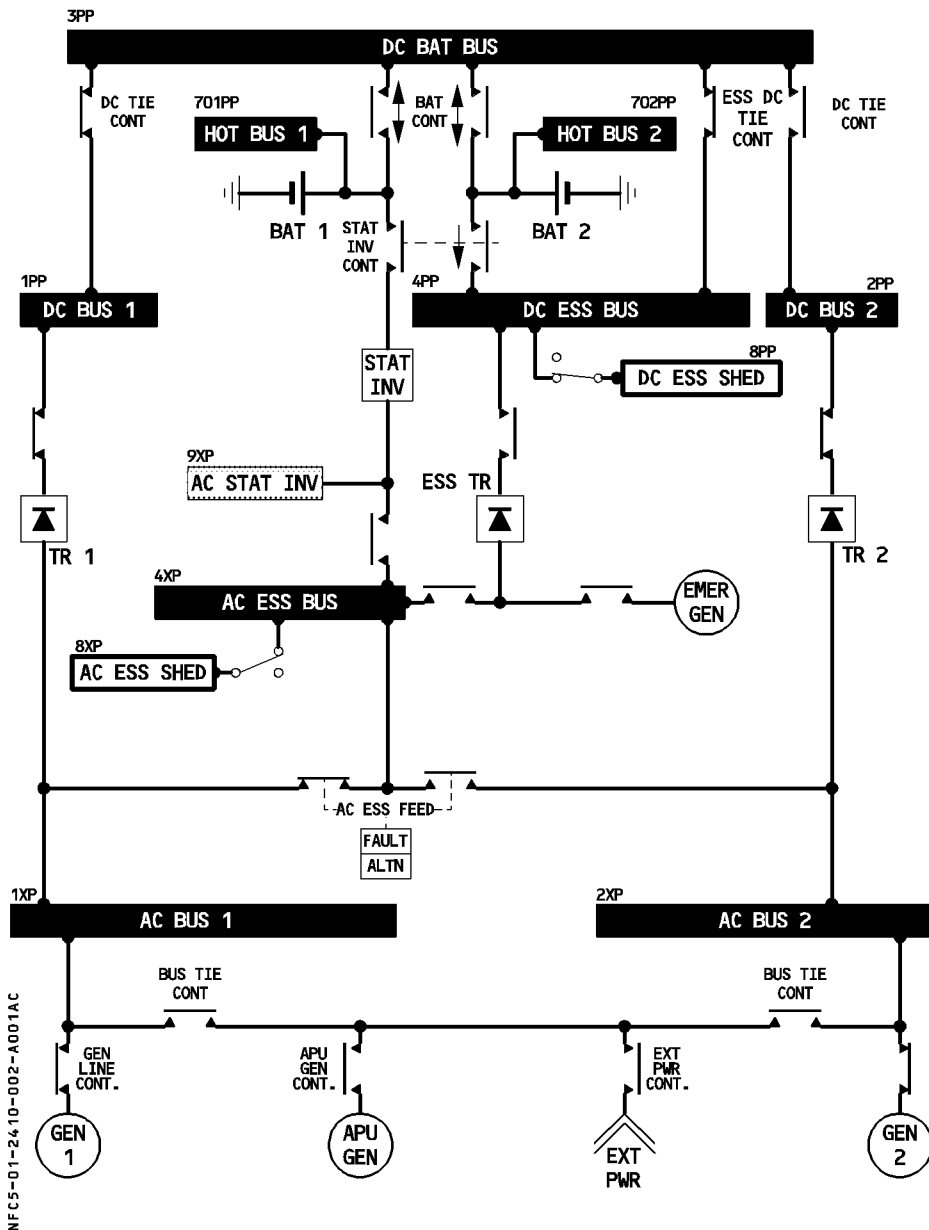 3PP
DC BAT BUS
DC TIE
CONT
701PP
HOT BUS 1
BAT
CONT
702PP
HOT BUS 2
ESS DC
TIE
CONT
DC TIE
CONT
BAT 1
STAT
INV
CONT
BAT 2
1PP
DC BUS 1
4PP
DC ESS BUS
2PP
DC BUS 2
STAT
INV
8PP
DC ESS SHED
9XP
AC STAT INV
ESS TR
TR 1
TR 2
4XP
AC ESS BUS
EMER
GEN
8XP
AC ESS SHED
AC ESS FEED
FAULT
ALTN
1XP
AC BUS 1
2XP
AC BUS 2
BUS TIE
CONT
BUS TIE
CONT
GEN
LINE
CONT.
APU
GEN
CONT.
EXT
PWR
CONT.
GEN
1
APU
GEN
EXT
PWR
GEN
2
NFC5-01-2410-002-A001AC